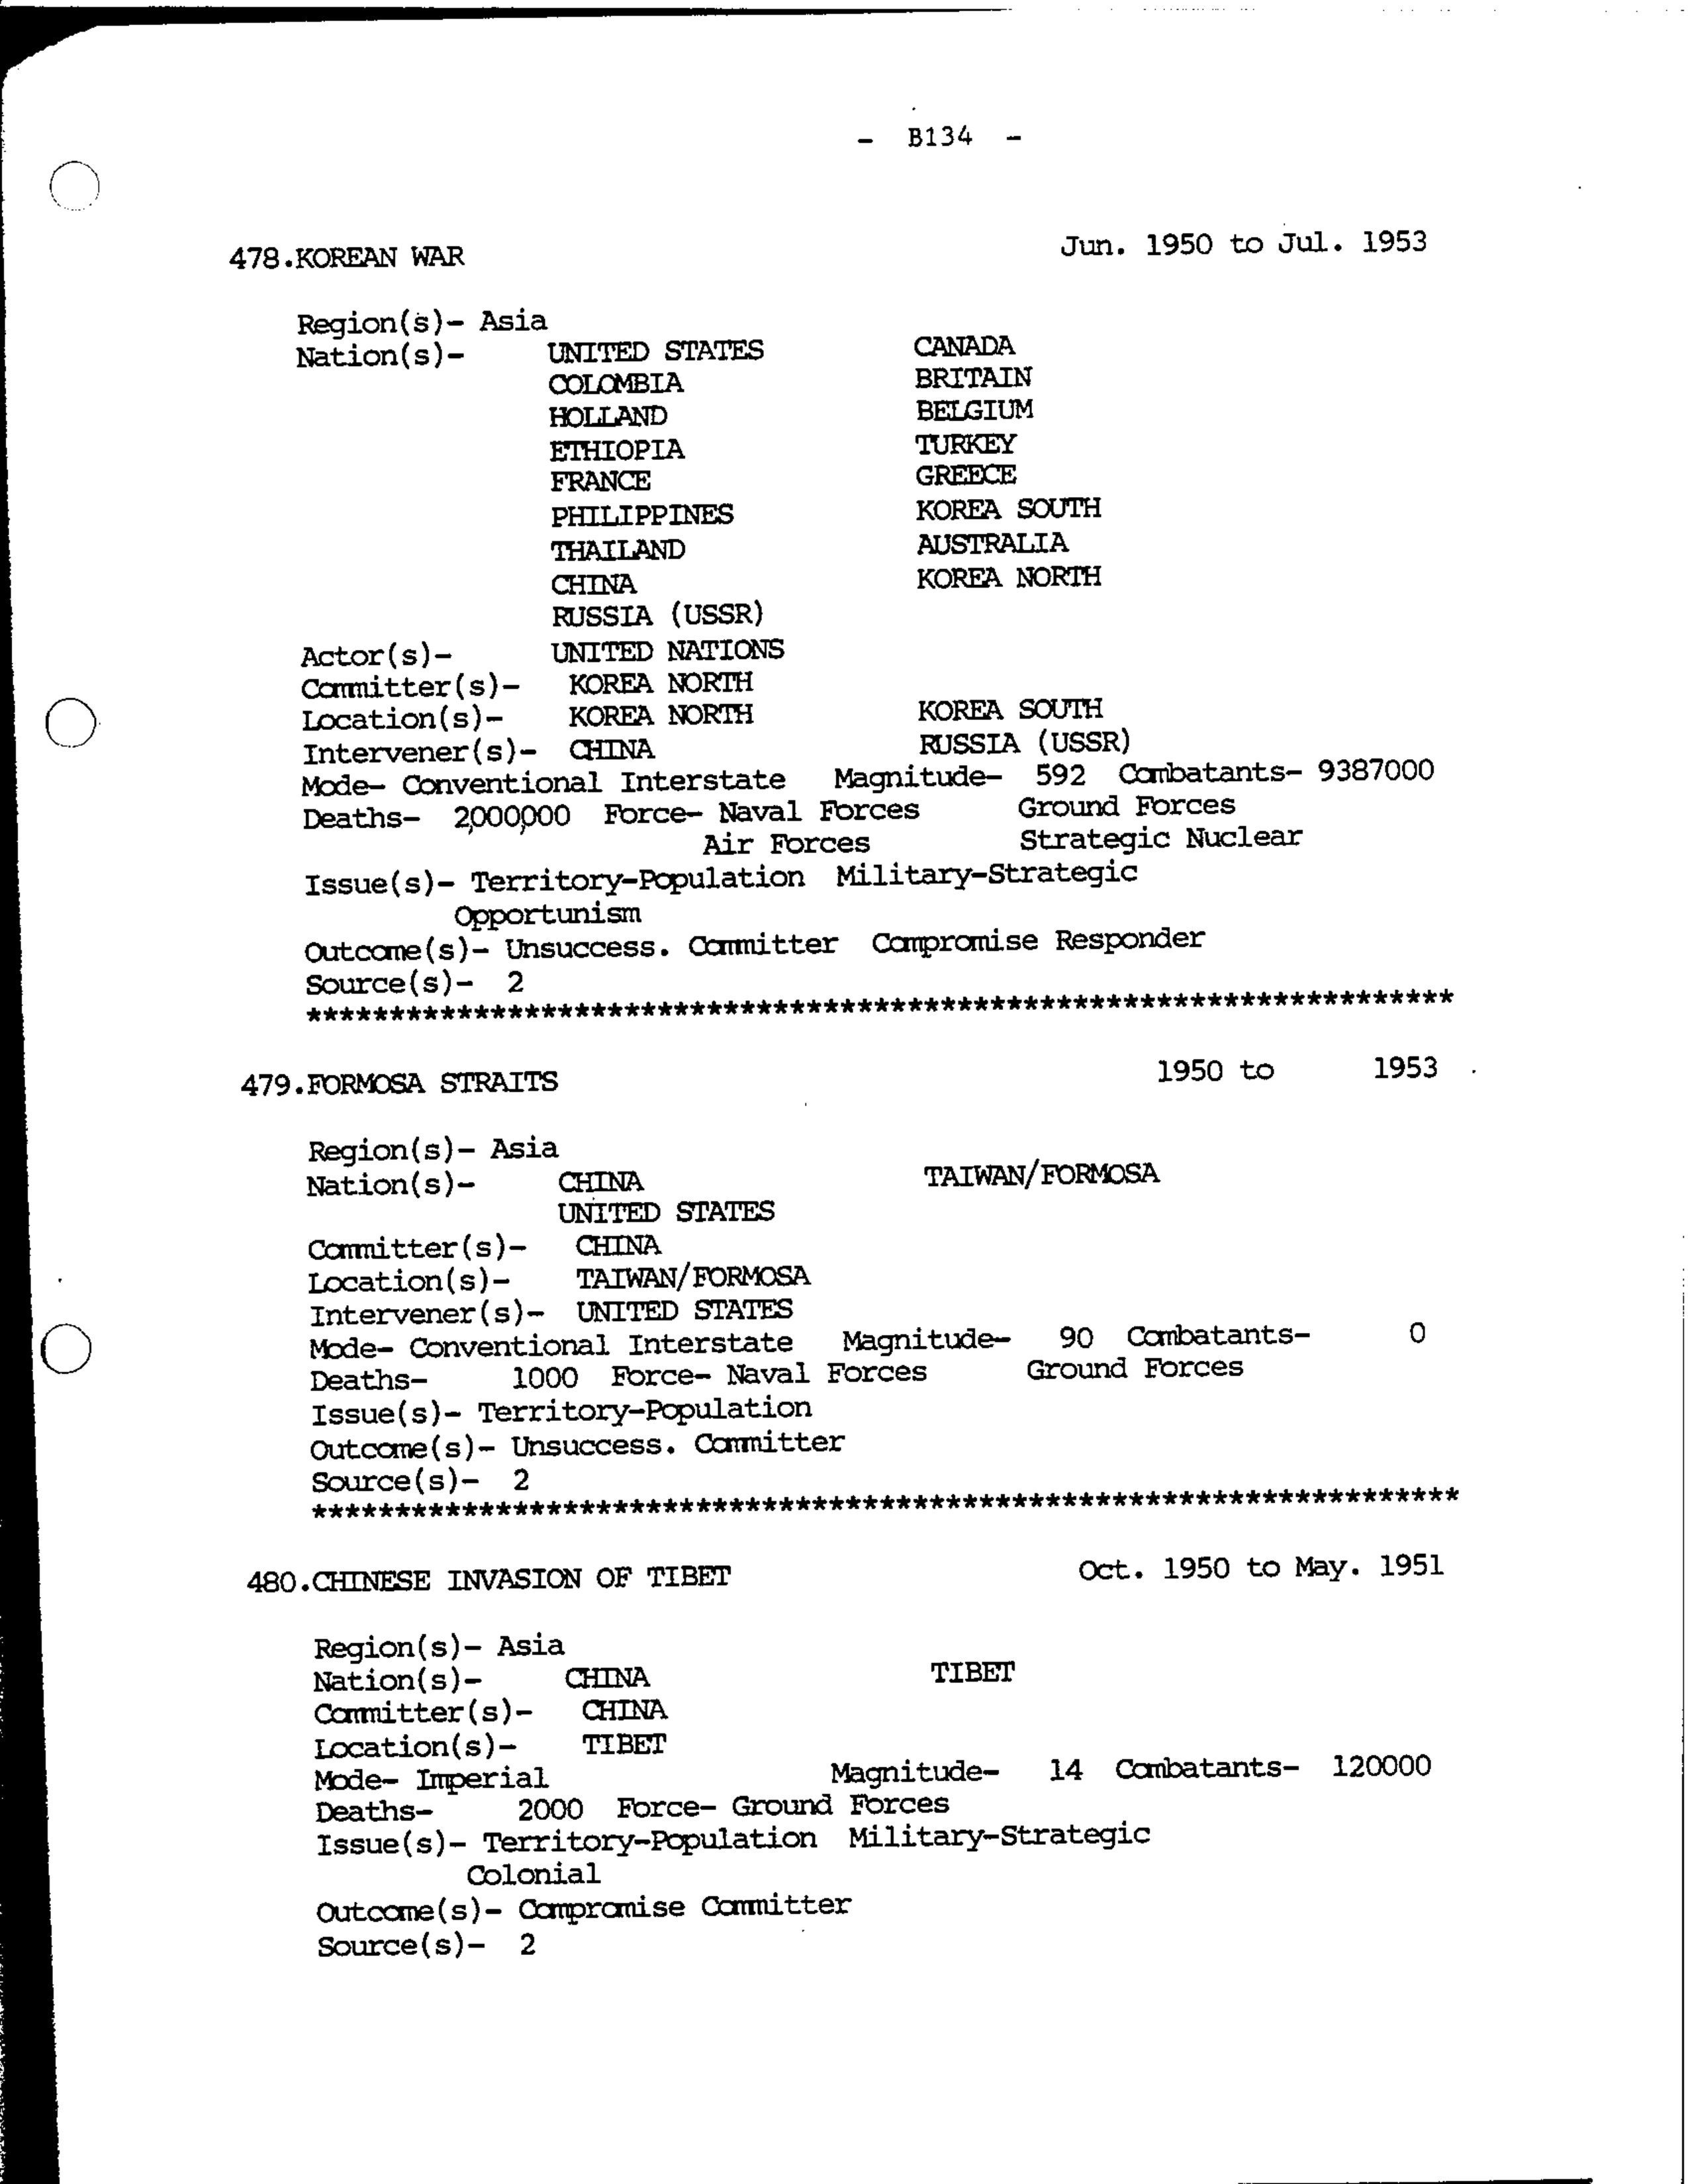 - B134 -
478.KOREAN WAR Jun. 1950 to Jul. 1953
Region(s)- Asia
Nation(s)- UNITED STATES CANADA
COLOMBIA BRITAIN
HOLLAND BELGIUM
ETHIOPIA TURKEY
FRANCE GREECE
PHILIPPINES KOREA SOUTH
THAILAND AUSTRALIA
CHINA KOREA NORTH
RUSSIA (USSR)
Actor(s)- UNITED NATIONS
Committer(s)- KOREA NORTH
Location(s)- KOREA NORTH KOREA SOUTH
Intervener(s)- CHINA RUSSIA (USSR)
Mode- Conventional Interstate Magnitude- 592 Combatants- 9387000
Deaths- 2,000,000 Force- Naval Forces Ground Forces
Air Forces Strategic Nuclear
Issue(s)- Territory-Population Military-Strategic
Opportunism
Outcome(s)- Unsuccess. Committer Compromise Responder
Source(s)- 2
*********************************************************************
479.FORMOSA STRAITS 1950 to 1953
Region(s)- Asia
Nation(s)- CHINA TAIWAN/FORMOSA
UNITED STATES
Committer(s)- CHINA
Location(s)- TAIWAN/FORMOSA
Intervener(s)- UNITED STATES
Mode- Conventional Interstate Magnitude- 90 Combatants- 0
Deaths- 1000 Force- Naval Forces Ground Forces
Issue(s)- Territory-Population
Outcome(s)- Unsuccess. Committer
Source(s)- 2
*********************************************************************
480.CHINESE INVASION OF TIBET Oct. 1950 to May. 1951
Region(s)- Asia
Nation(s)- CHINA TIBET
Committer(s)- CHINA
Location(s)- TIBET
Mode- Imperial Magnitude- 14 Combatants- 120000
Deaths- 2000 Force- Ground Forces
Issue(s)- Territory-Population Military-Strategic
Colonial
Outcome(s)- Compromise Committer
Source(s)- 2